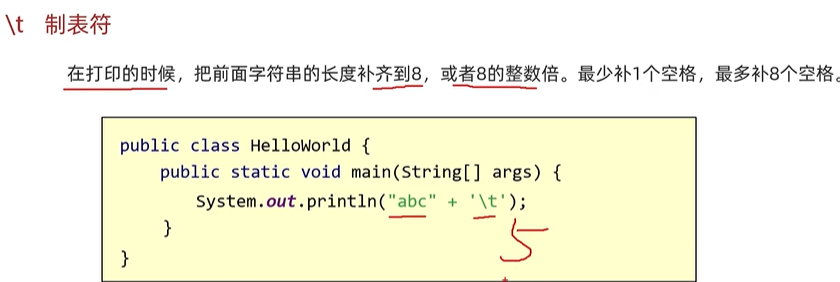 \t 制表符
在打印的时候，把前面字符串的长度补齐到8，或者8的整数倍。最少补1个空格，最多补8个空格。
public class HelloWorld {
public static void main(String[] args) {
System.out.println("abc" + '\t');
5
}
}